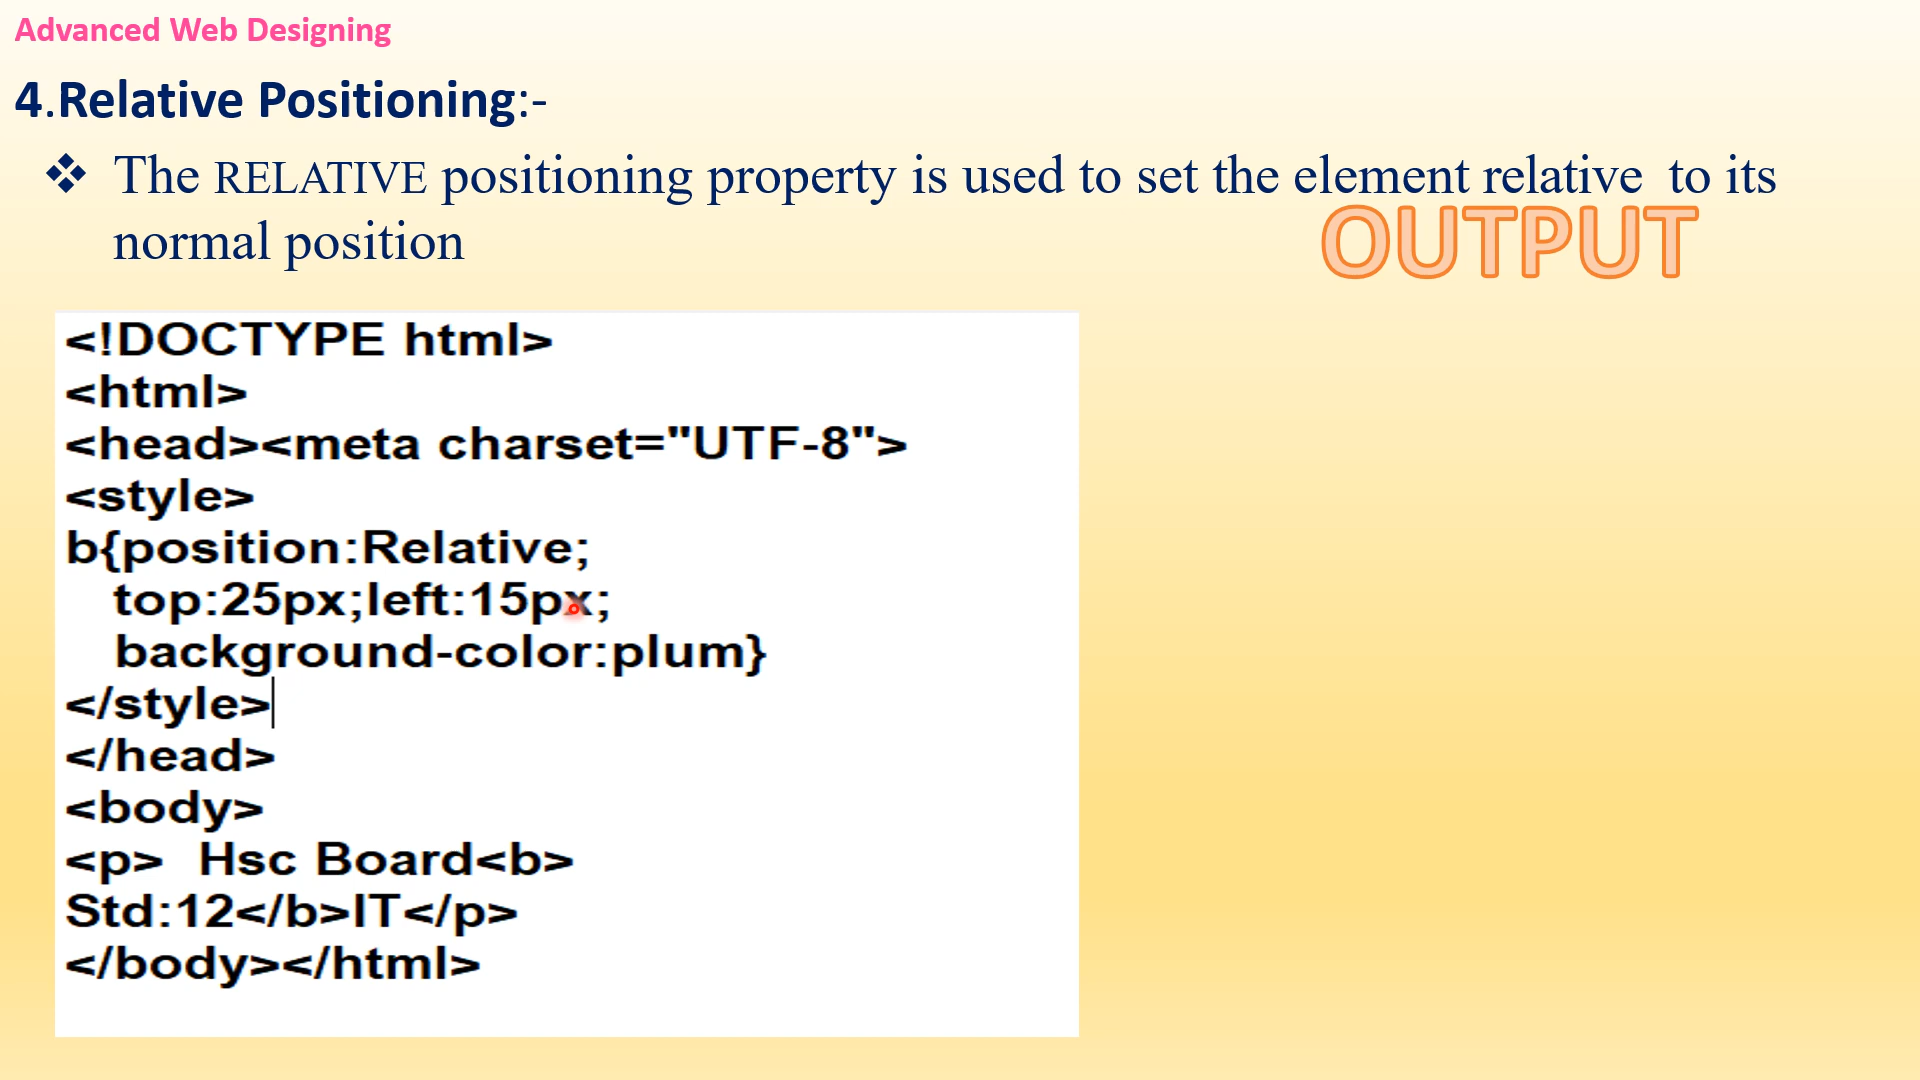 Advanced Web Designing
4.Relative Positioning:-
❖ The RELATIVE positioning property is used to set the element relative to its
normal position
OUTPUT
<!DOCTYPE html>
<html>
<head><meta charset="UTF-8">
<style>
b{position:Relative;
top:25px;left:15px;
background-color:plum}
</style>
</head>
<body>
<p> Hsc Board<b>
Std:12</b>IT</p>
</body></html>